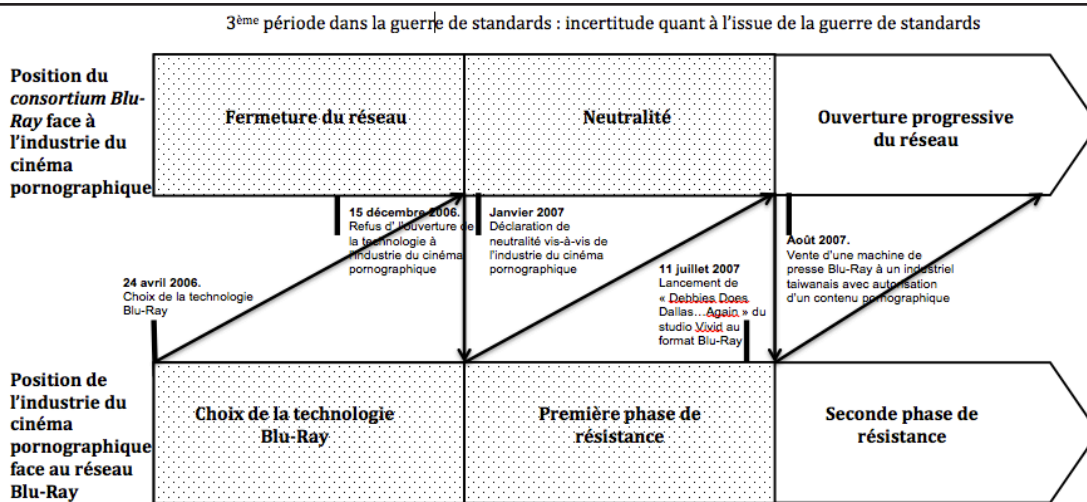 3ème période dans la guerre de standards : incertitude quant à l'issue de la guerre de standards
Position du
consortium Blu-
Ray face à
l'industrie du
cinéma
pornographique
Fermeture du réseau
Neutralité
Ouverture progressive
du réseau
15 décembre 2006.
Refus d' l'ouverture de
la technologie à
l'industrie du cinéma
pornographique
Janvier 2007
Déclaration de
neutralité vis-à-vis de
l'industrie du cinéma
pornographique
Août 2007.
Vente d'une machine de
presse Blu-Ray à un industriel
taiwanais avec autorisation
d'un contenu pornographique
24 avril 2006.
Choix de la technologie
Blu-Ray
11 juillet 2007
Lancement de
« Debbies Does
Dallas…Again » du
studio Vivid au
format Blu-Ray
Position de
l'industrie du
cinéma
pornographique
face au réseau
Blu-Ray
Choix de la technologie
Blu-Ray
Première phase de
résistance
Seconde phase de
résistance